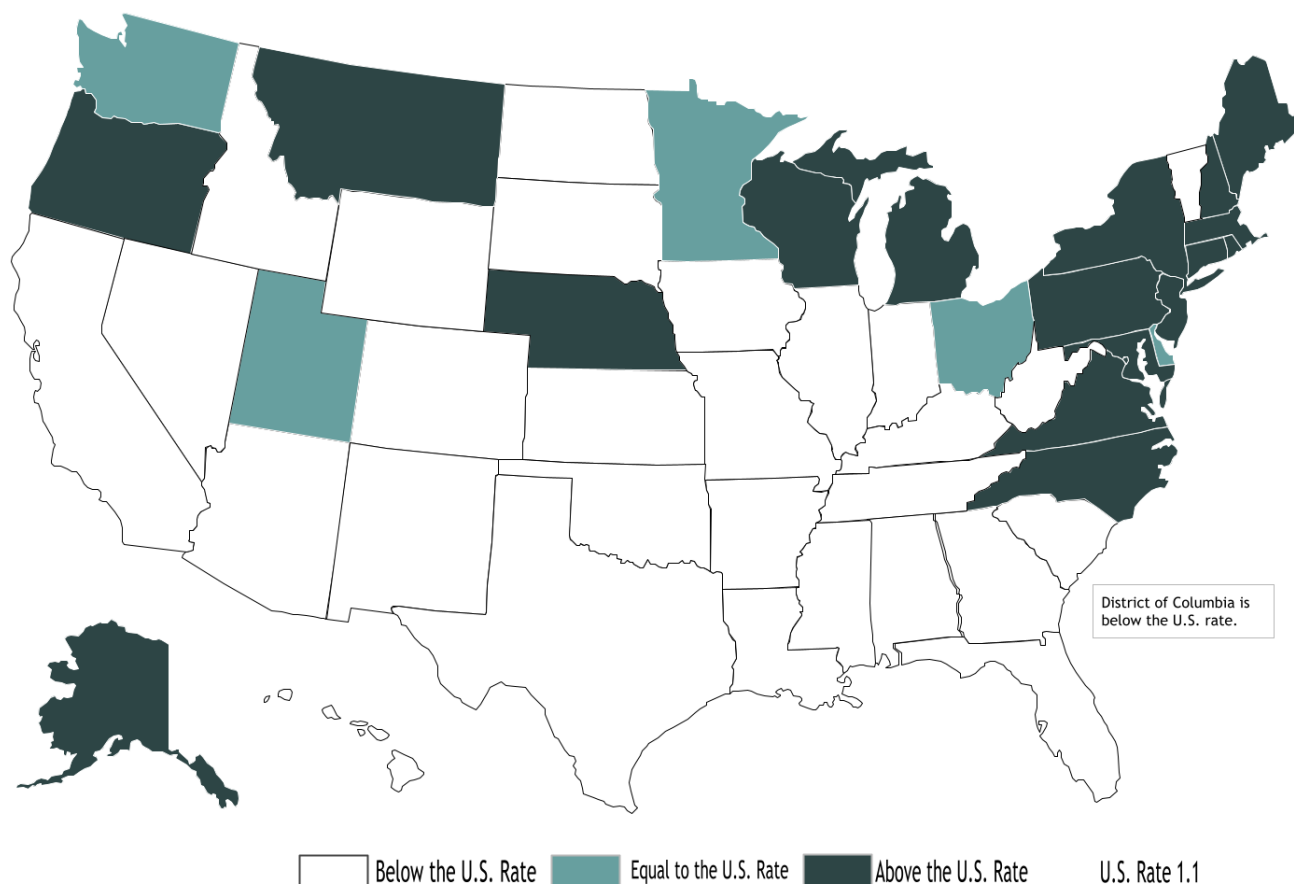 District of Columbia is
below the U.S. rate.
Below the U.S. Rate
Equal to the U.S. Rate
Above the U.S. Rate
U.S. Rate 1.1